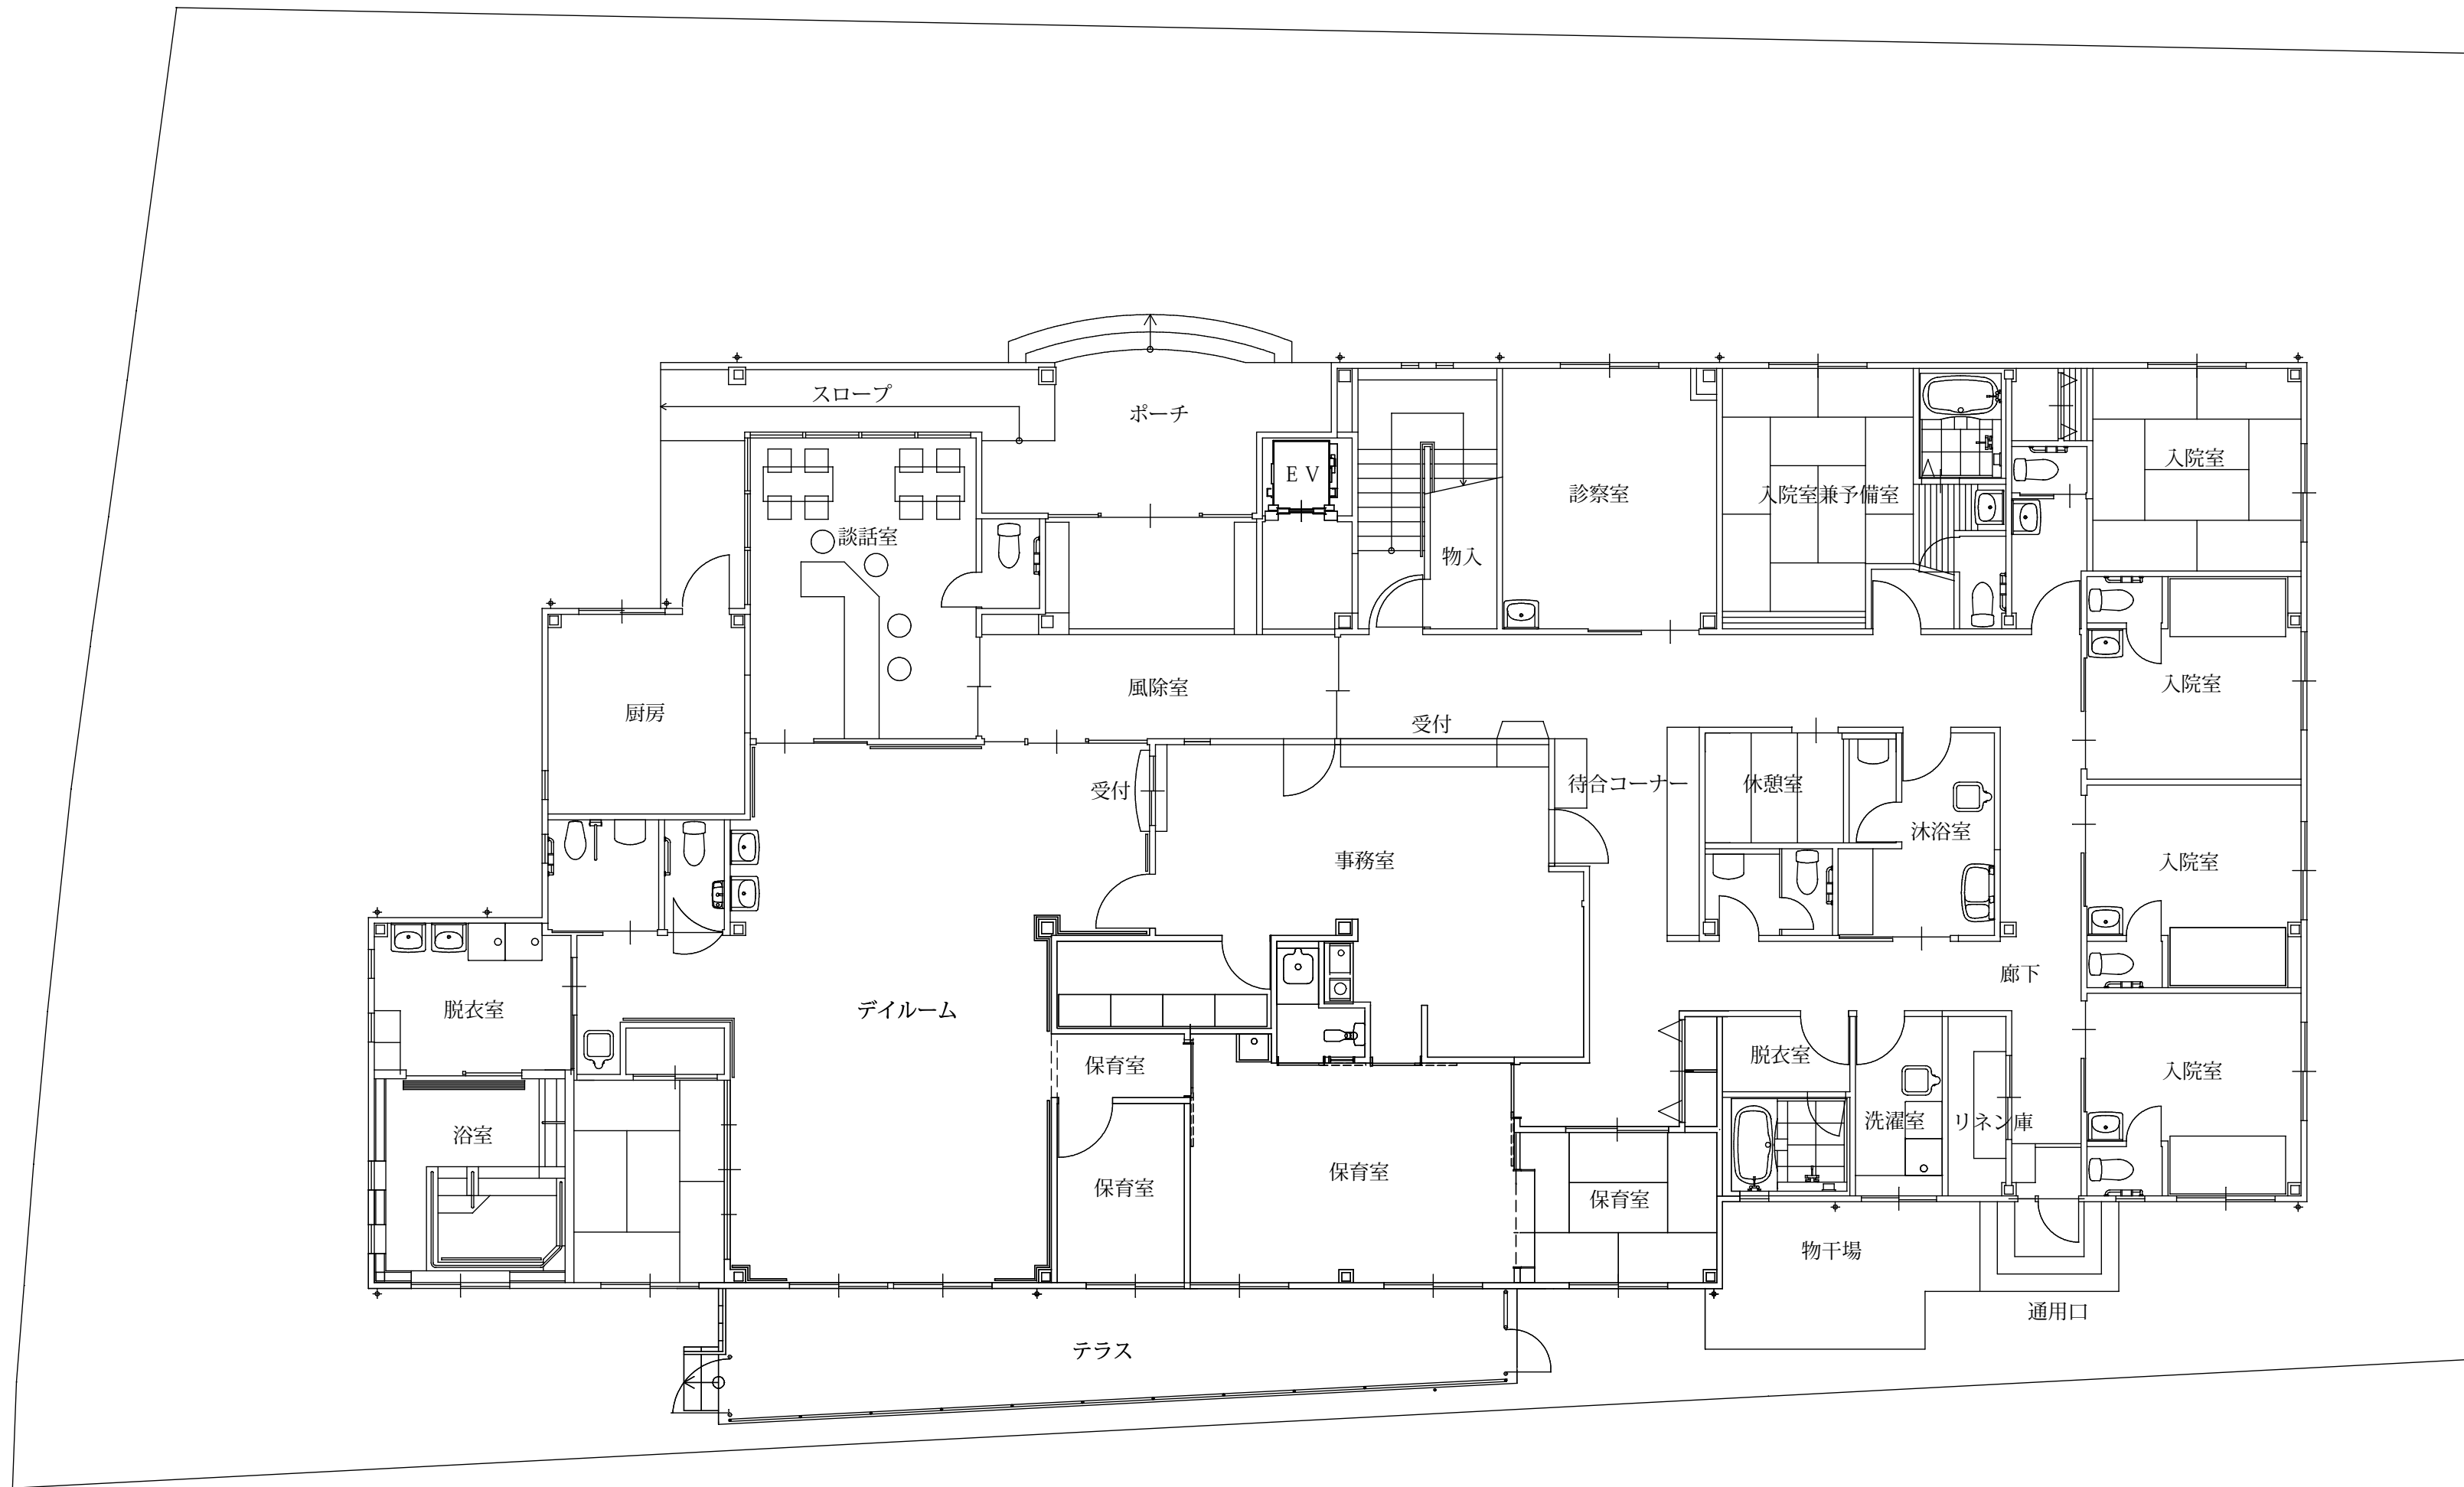 スロープ
ポーチ
ＥＶ
入院室
診察室
入院室兼予備室
談話室
物入
風除室
入院室
厨房
受付
受付
待合コーナー
休憩室
沐浴室
事務室
入院室
廊下
脱衣室
デイルーム
保育室
脱衣室
入院室
浴室
洗濯室
リネン庫
保育室
保育室
保育室
物干場
通用口
テラス